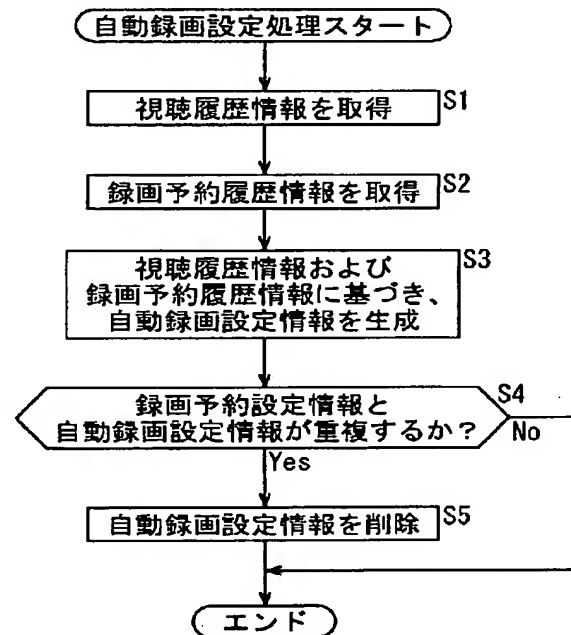 自動録画設定処理スタート
視聴履歴情報を取得 S1
録画予約履歴情報を取得 S2
視聴履歴情報および S3
録画予約履歴情報に基づき、
自動録画設定情報を生成
録画予約設定情報と S4
自動録画設定情報が重複するか? No
Yes
自動録画設定情報を削除 S5
エンド